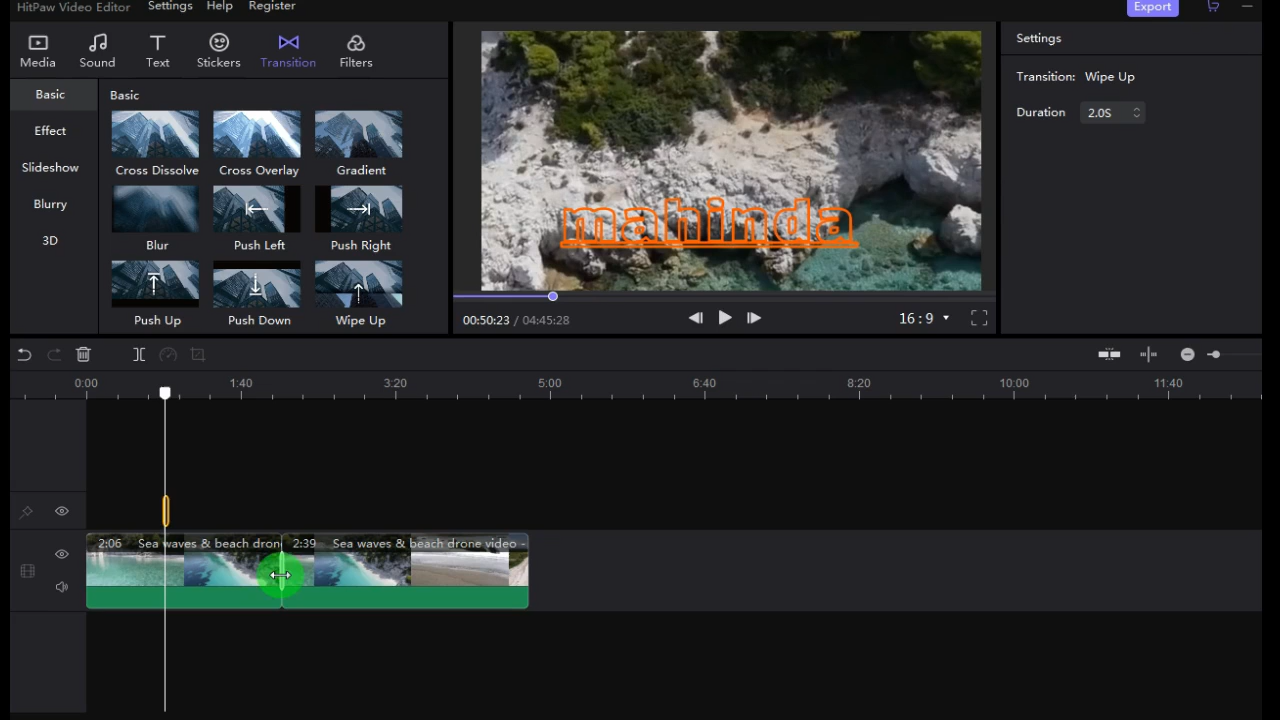 HitPaw Video Editor Settings Help Register Export
Media Sound Text Stickers Transition Filters
Settings
Basic
Effect
Slideshow
Blurry
3D
Basic
Cross Dissolve Cross Overlay Gradient
Blur Push Left Push Right
Push Up Push Down Wipe Up
mahinda
00:50:23 / 04:45:28
16:9
Transition: Wipe Up
Duration 2.0S
0:00 1:40 3:20 5:00 6:40 8:20 10:00 11:40
2:06 Sea waves & beach dron
2:39 Sea waves & beach drone video -